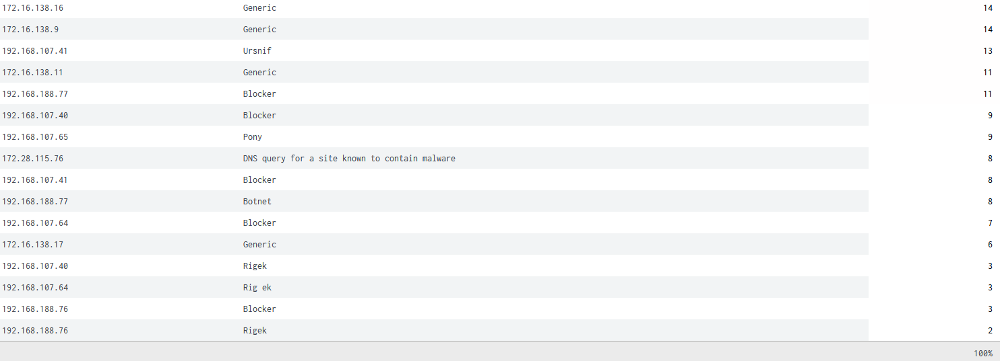 172.16.138.16 Generic 14
172.16.138.9 Generic 14
192.168.107.41 Ursnif 13
172.16.138.11 Generic 11
192.168.188.77 Blocker 11
192.168.107.40 Blocker 9
192.168.107.65 Pony 9
172.28.115.76 DNS query for a site known to contain malware 8
192.168.107.41 Blocker 8
192.168.188.77 Botnet 8
192.168.107.64 Blocker 7
172.16.138.17 Generic 6
192.168.107.40 Rigek 3
192.168.107.64 Rig ek 3
192.168.188.76 Blocker 3
192.168.188.76 Rigek 2
100%